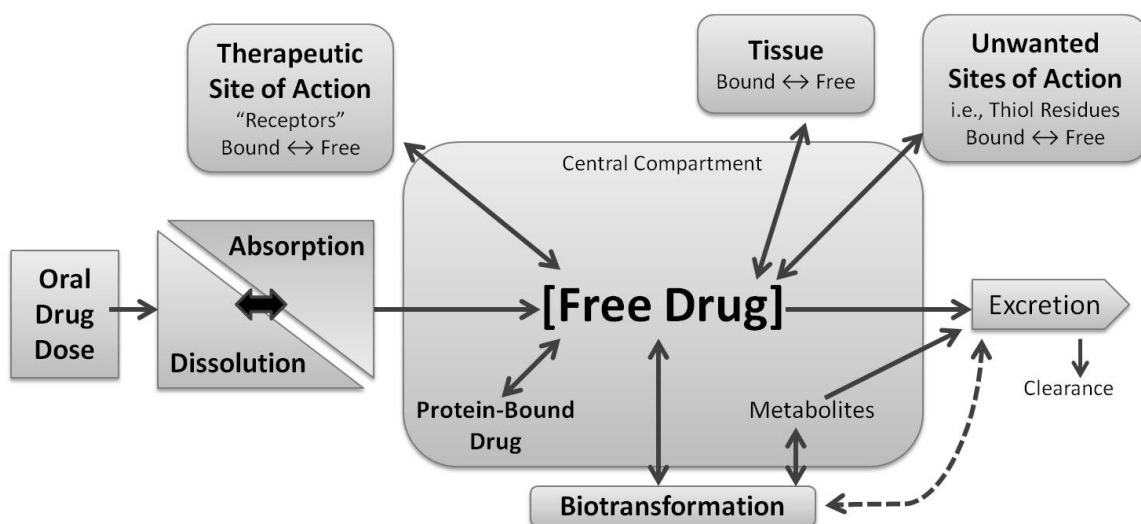 Therapeutic
Site of Action
“Receptors”
Bound ↔ Free
Tissue
Bound ↔ Free
Unwanted
Sites of Action
i.e., Thiol Residues
Bound ↔ Free
Central Compartment
Oral
Drug
Dose
Absorption
Dissolution
[Free Drug]
Excretion
Clearance
Protein-Bound
Drug
Metabolites
Biotransformation